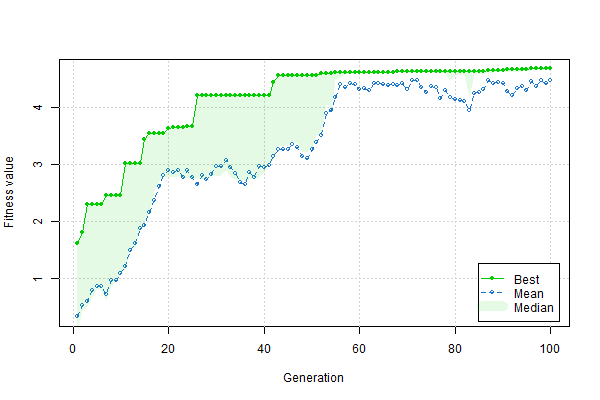 4
3
2
1
Fitness value
Best
Mean
Median
0 20 40 60 80 100
Generation